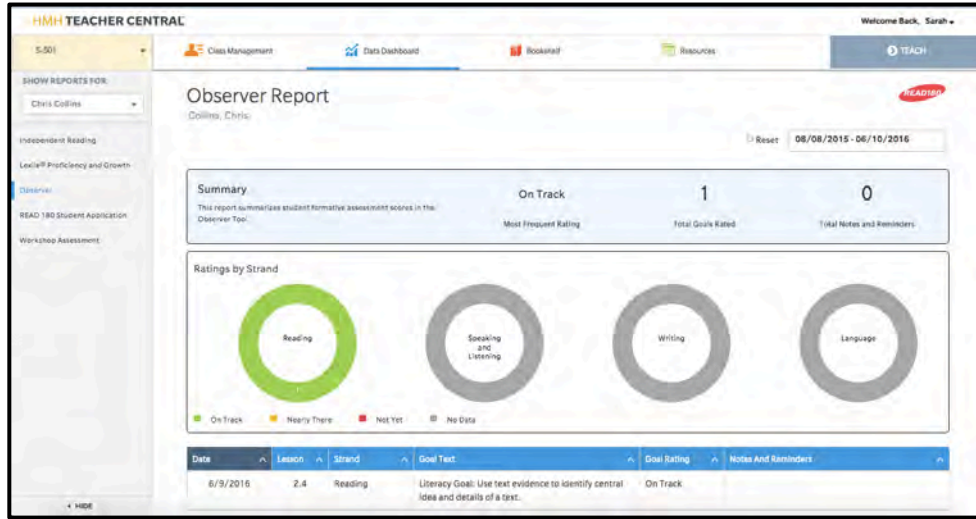 HMH TEACHER CENTRAL
Welcome Back, Sarah
S-501
Class Management
Data Dashboard
Bookshelf
Resources
TEACH
SHOW REPORTS FOR
Chris Collins
Independent Reading
Lexile® Proficiency and Growth
Observer
READ 180 Student Application
Workshop Assessment
HIDE
Observer Report
Collins, Chris
READ180
Reset
08/08/2015 - 06/10/2016
Summary
This report summarizes student formative assessment scores in the
Observer Tool.
On Track
Most Frequent Rating
1
Total Goals Rated
0
Total Notes and Reminders
Ratings by Strand
Reading
Speaking
and
Listening
Writing
Language
On Track
Nearly There
Not Yet
No Data
Date Lesson Strand Goal Text Goal Rating Notes And Reminders
6/9/2016 2.4 Reading Literacy Goal: Use text evidence to identify central On Track
idea and details of a text.